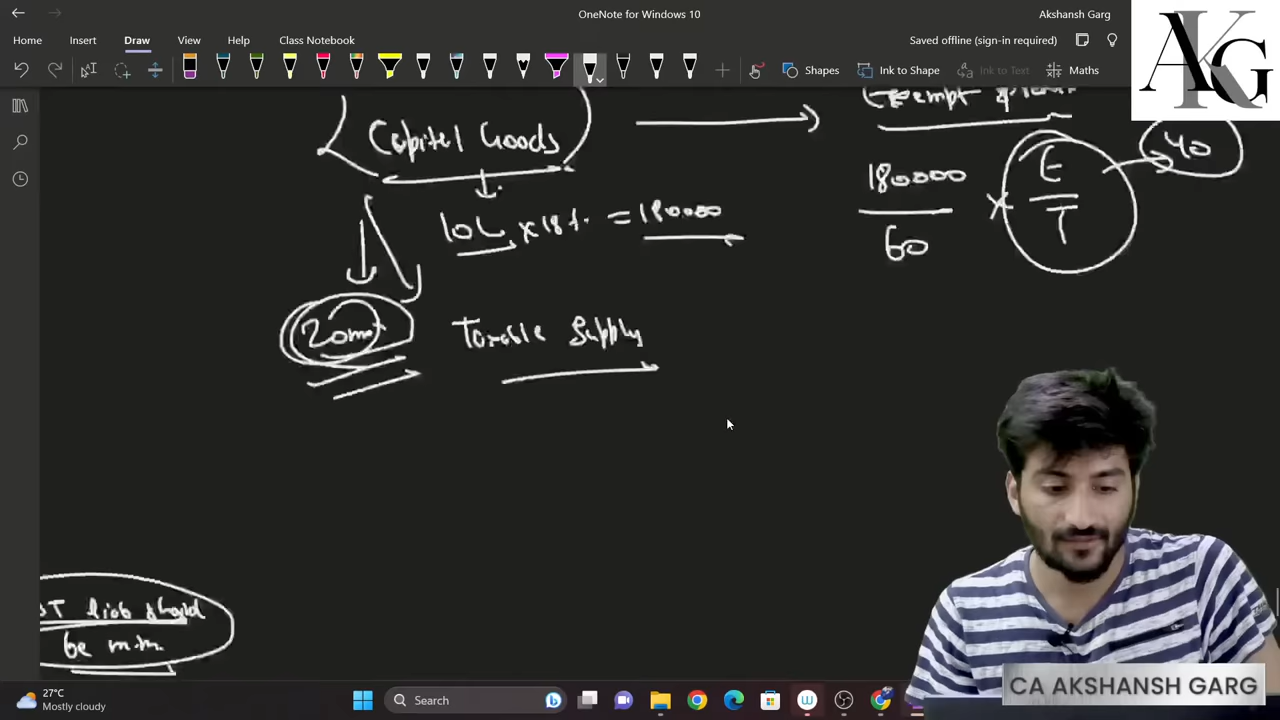 OneNote for Windows 10
Akshansh Garg
Home Insert Draw View Help Class Notebook
Saved offline (sign-in required)
Shapes Ink to Shape Ink to Text Maths
AKG
Exempt
Capital Goods
10L x 18%. = 180000
180000
60
x
E
T
40
20
Taxable Supply
be
27°C
Mostly cloudy
Search
CA AKSHANSH GARG